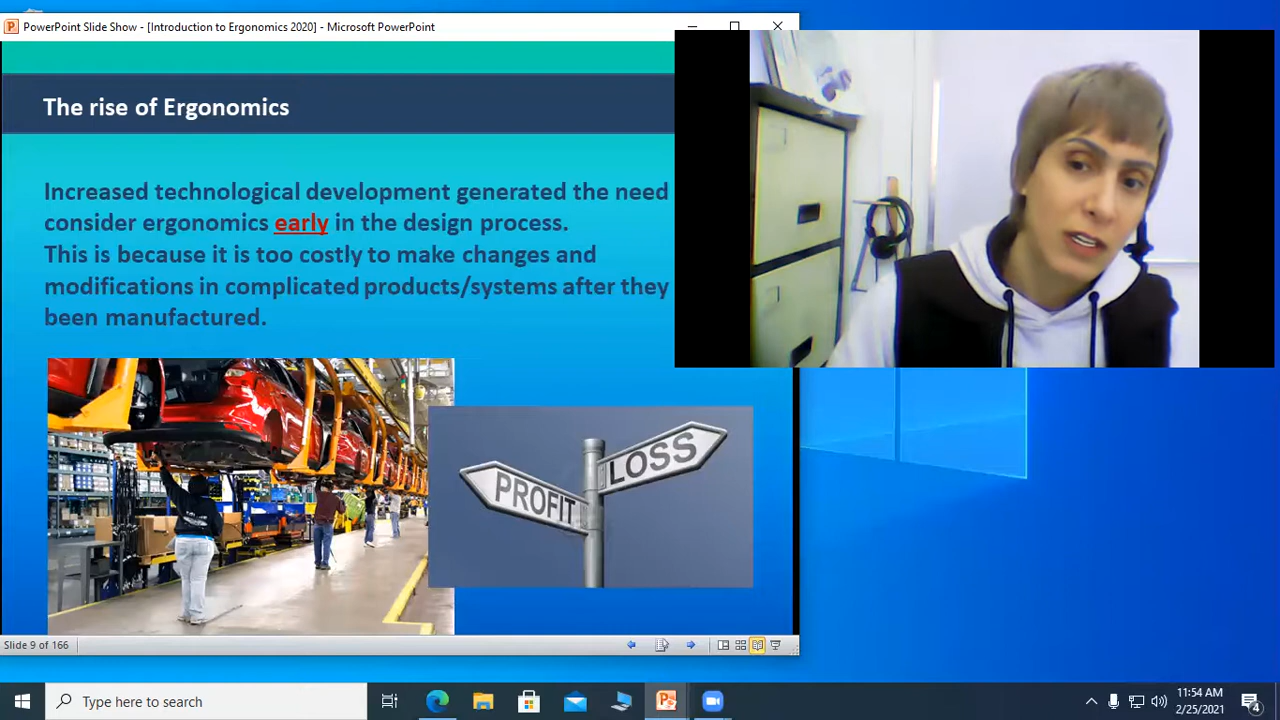 PowerPoint Slide Show - [Introduction to Ergonomics 2020] - Microsoft PowerPoint
The rise of Ergonomics
Increased technological development generated the need
consider ergonomics early in the design process.
This is because it is too costly to make changes and
modifications in complicated products/systems after they
been manufactured.
LOSS
PROFIT
Slide 9 of 166
Type here to search
11:54 AM
2/25/2021
4